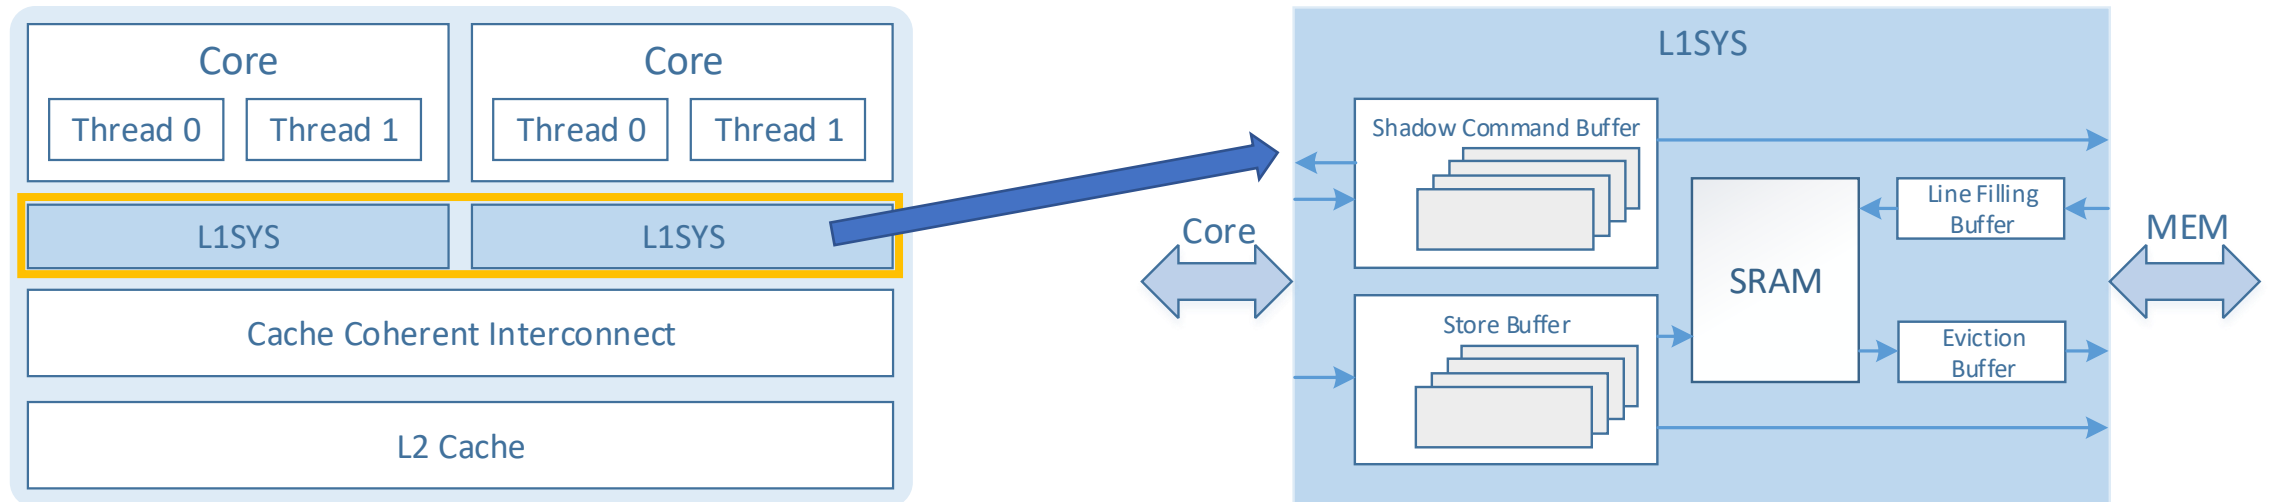 Core
Thread 0
Thread 1
Core
Thread 0
Thread 1
L1SYS
L1SYS
Cache Coherent Interconnect
L2 Cache
Core
L1SYS
Shadow Command Buffer
Store Buffer
SRAM
Line Filling
Buffer
Eviction
Buffer
MEM